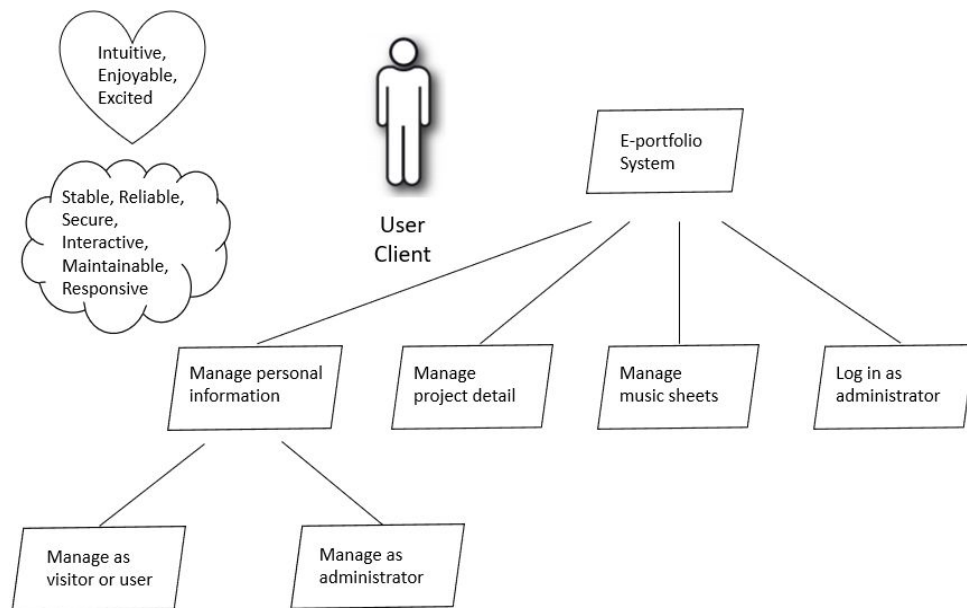 Intuitive,
Enjoyable,
Excited
Stable, Reliable,
Secure,
Interactive,
Maintainable,
Responsive
User
Client
E-portfolio
System
Manage personal
information
Manage
project detail
Manage
music sheets
Log in as
administrator
Manage as
visitor or user
Manage as
administrator